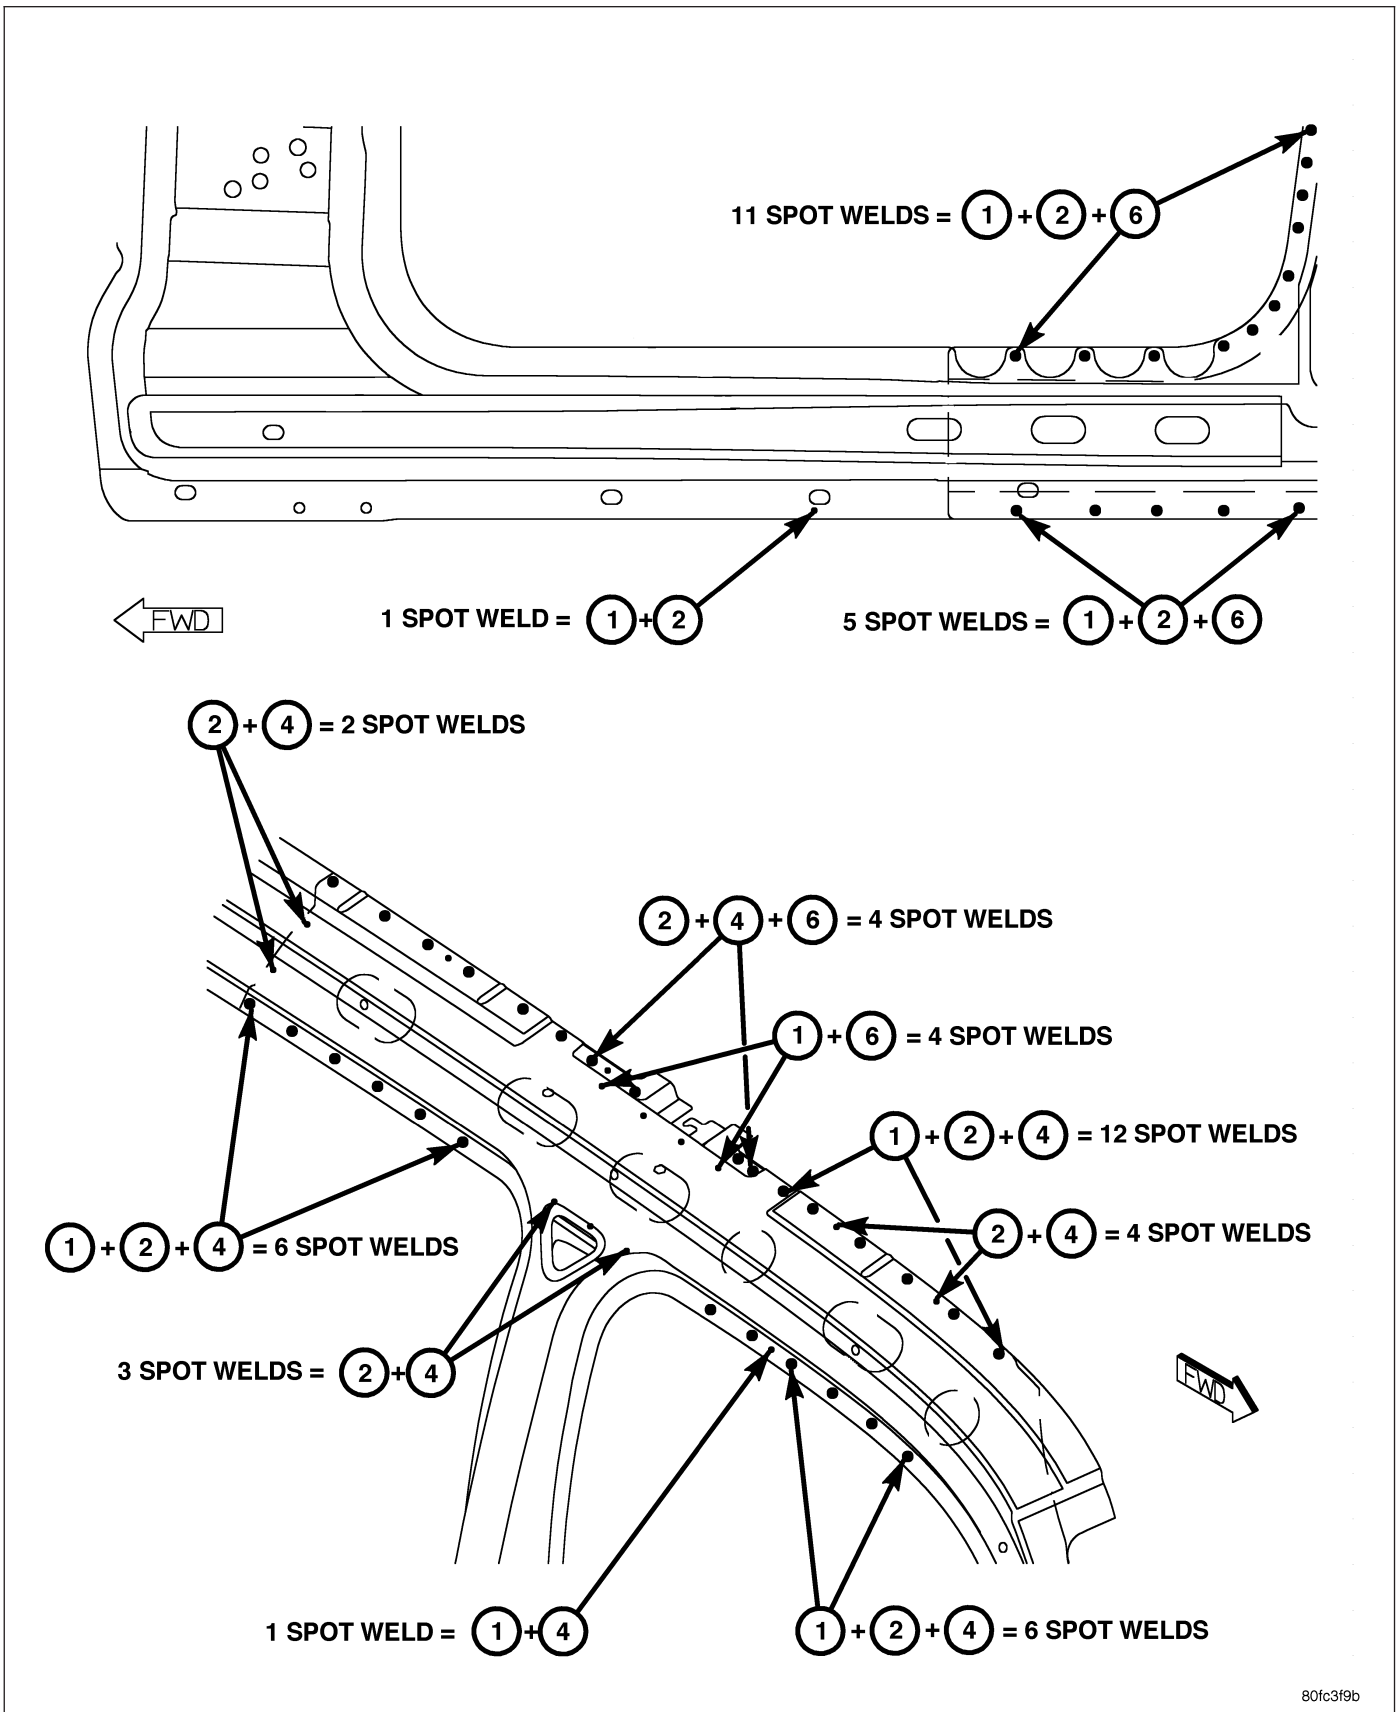 11 SPOT WELDS = 1 + 2 + 6
1 SPOT WELD = 1 + 2
5 SPOT WELDS = 1 + 2 + 6
FWD
2 + 4 = 2 SPOT WELDS
2 + 4 + 6 = 4 SPOT WELDS
1 + 6 = 4 SPOT WELDS
1 + 2 + 4 = 12 SPOT WELDS
2 + 4 = 4 SPOT WELDS
1 + 2 + 4 = 6 SPOT WELDS
3 SPOT WELDS = 2 + 4
FWD
1 SPOT WELD = 1 + 4
1 + 2 + 4 = 6 SPOT WELDS
80fc3f9b